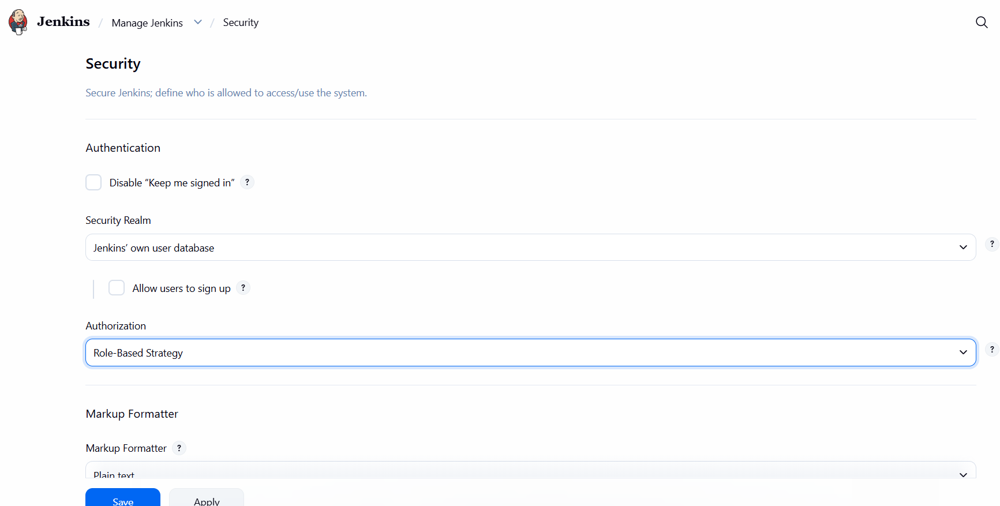 Jenkins / Manage Jenkins / Security
Security
Secure Jenkins; define who is allowed to access/use the system.
Authentication
Disable “Keep me signed in” ?
Security Realm
Jenkins’ own user database
?
Allow users to sign up ?
Authorization
Role-Based Strategy
?
Markup Formatter
Markup Formatter ?
Plain text
Save Apply